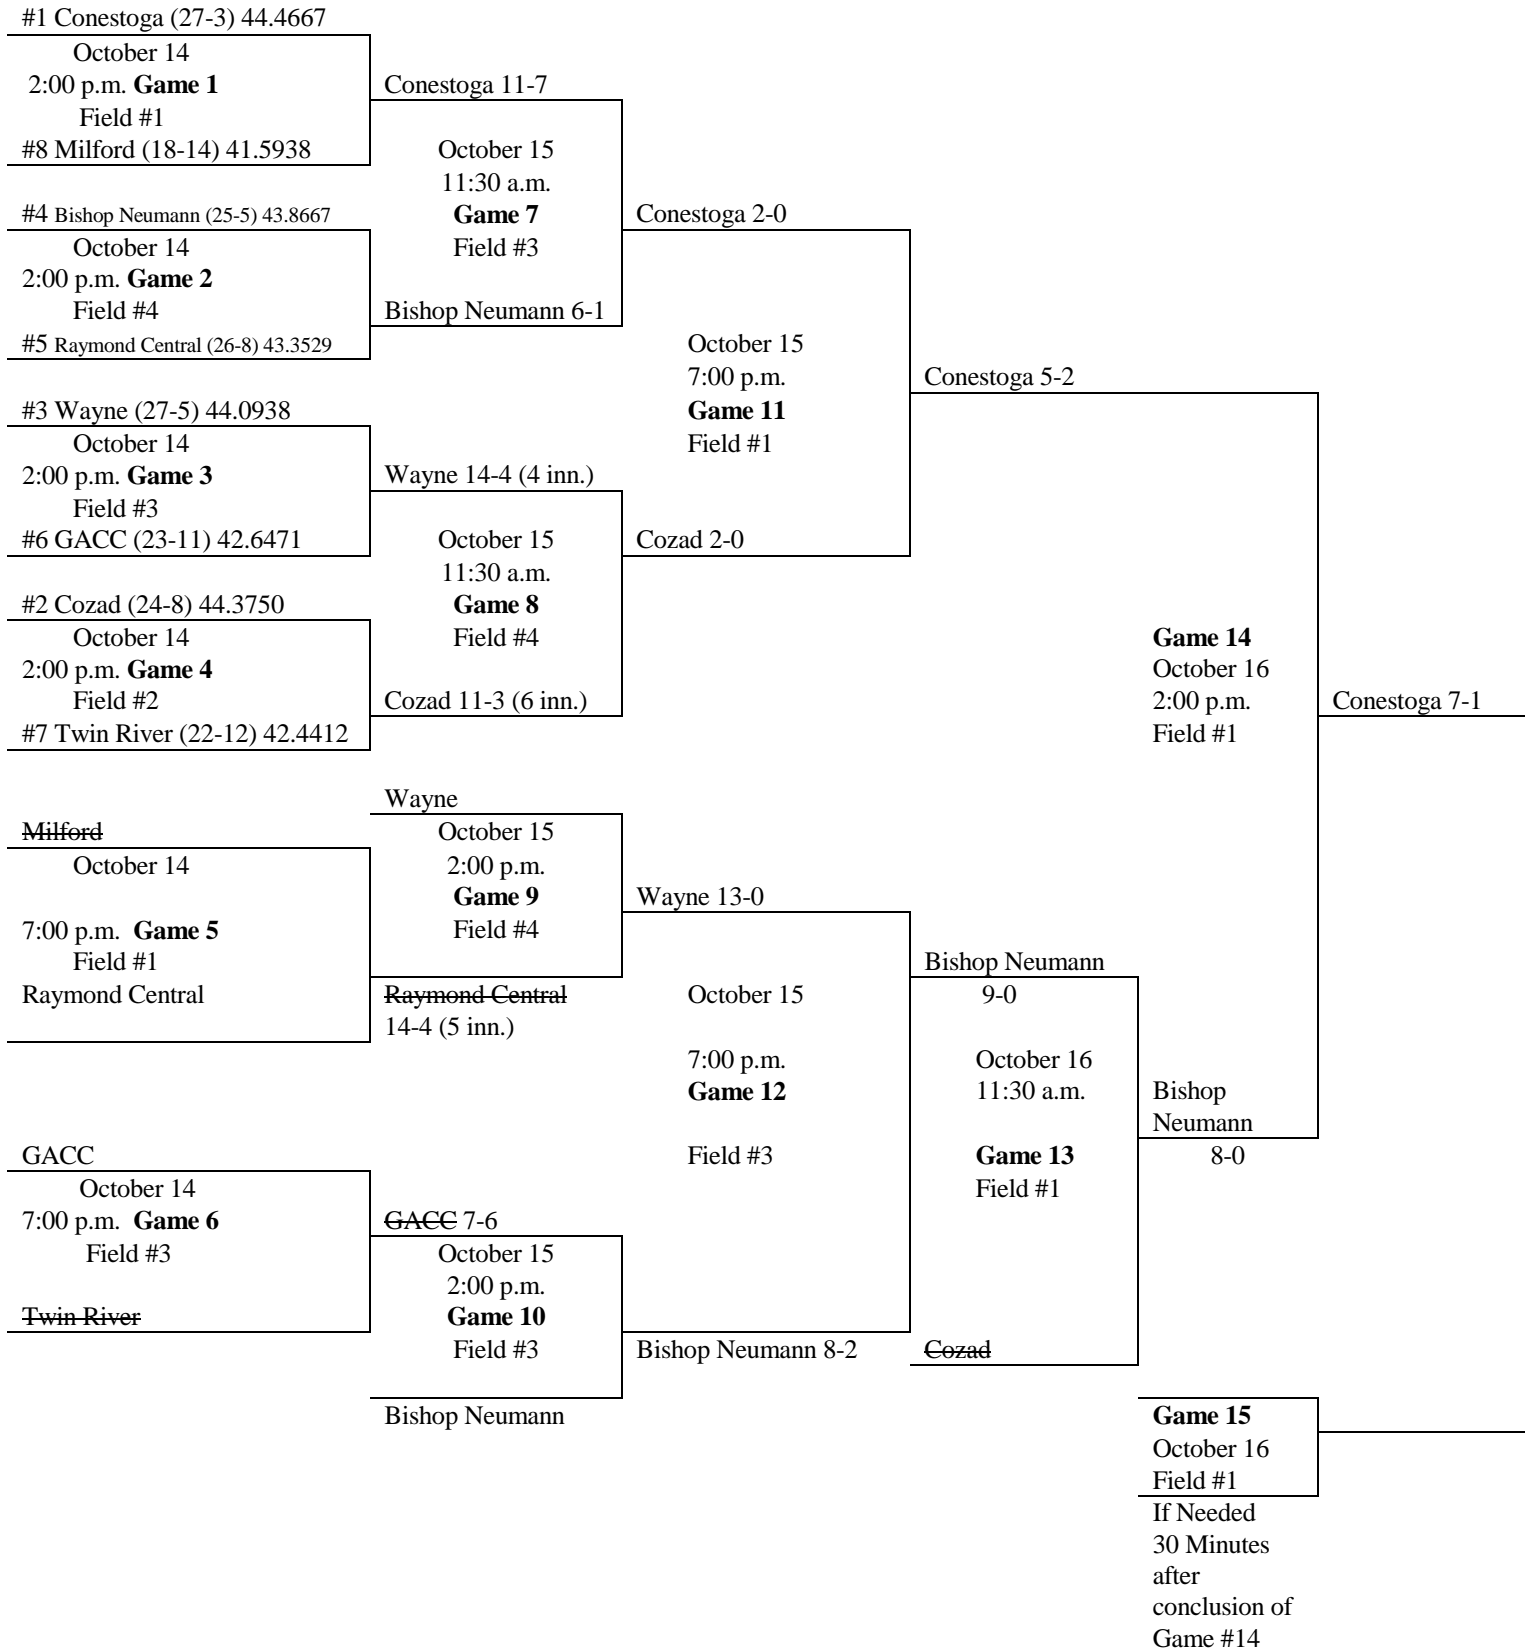 #1 Conestoga (27-3) 44.4667
October 14
2:00 p.m. Game 1
Field #1
#8 Milford (18-14) 41.5938
#4 Bishop Neumann (25-5) 43.8667
October 14
2:00 p.m. Game 2
Field #4
#5 Raymond Central (26-8) 43.3529
#3 Wayne (27-5) 44.0938
October 14
2:00 p.m. Game 3
Field #3
#6 GACC (23-11) 42.6471
#2 Cozad (24-8) 44.3750
October 14
2:00 p.m. Game 4
Field #2
#7 Twin River (22-12) 42.4412
Milford
October 14
7:00 p.m. Game 5
Field #1
Raymond Central
GACC
October 14
7:00 p.m. Game 6
Field #3
Twin River
Conestoga 11-7
October 15
11:30 a.m.
Game 7
Field #3
Bishop Neumann 6-1
Wayne 14-4 (4 inn.)
October 15
11:30 a.m.
Game 8
Field #4
Cozad 11-3 (6 inn.)
Wayne
October 15
2:00 p.m.
Game 9
Field #4
Raymond Central
14-4 (5 inn.)
GACC 7-6
October 15
2:00 p.m.
Game 10
Field #3
Bishop Neumann
Conestoga 2-0
October 15
7:00 p.m.
Game 11
Field #1
Cozad 2-0
Wayne 13-0
October 15
7:00 p.m.
Game 12
Field #3
Bishop Neumann 8-2
Conestoga 5-2
Bishop Neumann
9-0
October 16
11:30 a.m.
Game 13
Field #1
Cozad
Game 14
October 16
2:00 p.m.
Field #1
Bishop
Neumann
8-0
Conestoga 7-1
Game 15
October 16
Field #1
If Needed
30 Minutes
after
conclusion of
Game #14